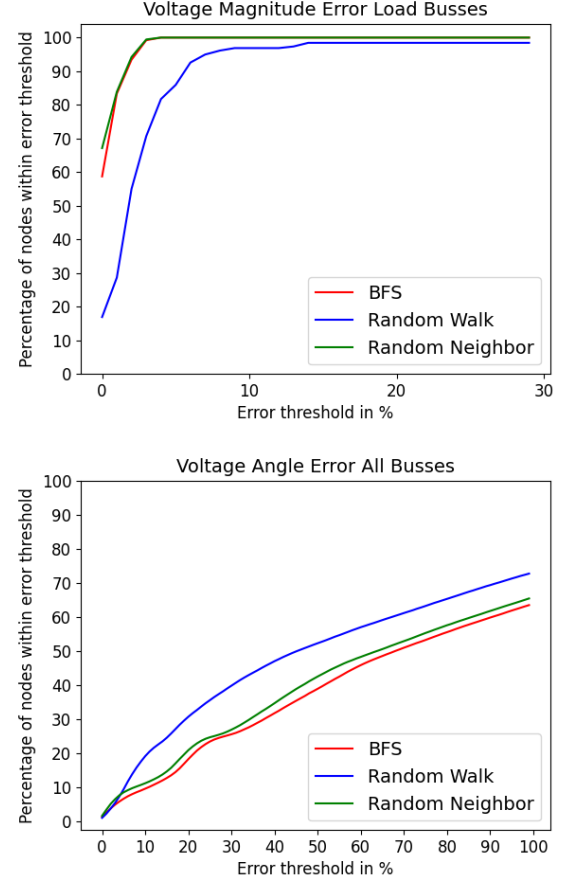 Voltage Magnitude Error Load Busses
Percentage of nodes within error threshold
100
90
80
70
60
50
40
30
20
10
0
BFS
Random Walk
Random Neighbor
0 10 20 30
Error threshold in %
Voltage Angle Error All Busses
Percentage of nodes within error threshold
100
90
80
70
60
50
40
30
20
10
0
BFS
Random Walk
Random Neighbor
0 10 20 30 40 50 60 70 80 90 100
Error threshold in %